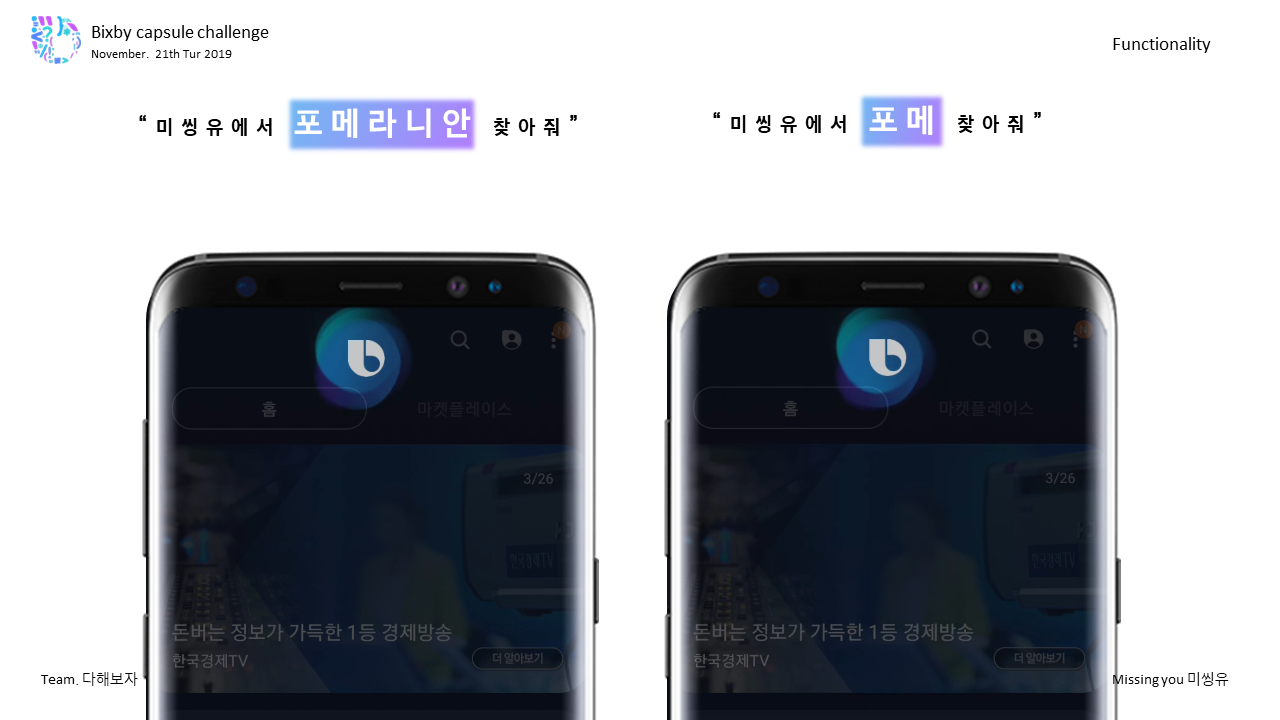 Bixby capsule challenge
November. 21th Tur 2019
Functionality
“ 미씽유에서 포메라니안 찾아줘 ”
“ 미씽유에서 포메 찾아줘 ”
N
홈
마켓플레이스
3/26
한국경제TV
돈버는 정보가 가득한 1등 경제방송
한국경제TV
더 알아보기
N
홈
마켓플레이스
3/26
한국경제TV
돈버는 정보가 가득한 1등 경제방송
한국경제TV
더 알아보기
Team. 다해보자
Missing you 미씽유